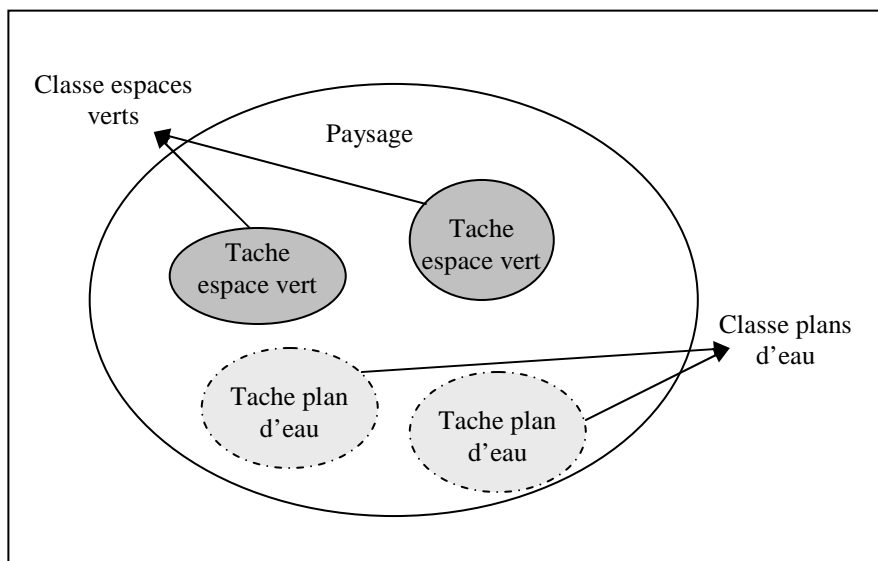 Classe espaces
verts
Paysage
Tache
espace vert
Tache
espace vert
Classe plans
d’eau
Tache plan
d’eau
Tache plan
d’eau